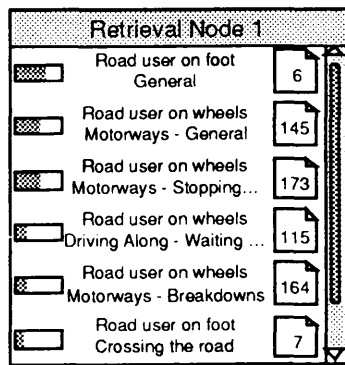 Retrieval Node 1
Road user on foot
General
6
Road user on wheels
Motorways - General
145
Road user on wheels
Motorways - Stopping...
173
Road user on wheels
Driving Along - Waiting ...
115
Road user on wheels
Motorways - Breakdowns
164
Road user on foot
Crossing the road
7